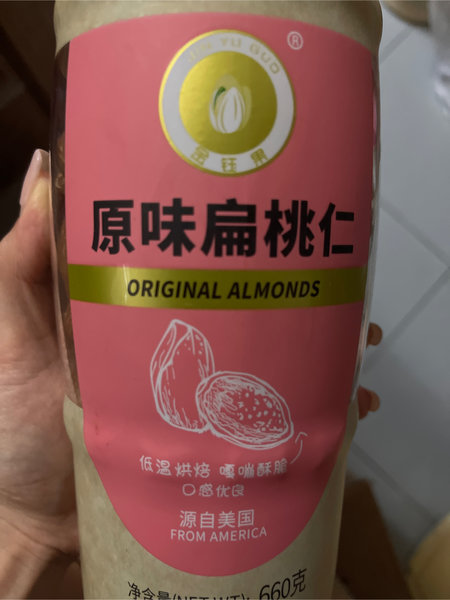 JIN YU GUO
®
金钰果
原味扁桃仁
ORIGINAL ALMONDS
低温烘焙 嘎嘣酥脆
口感优良
源自美国
FROM AMERICA
净含量(NET WT): 660克